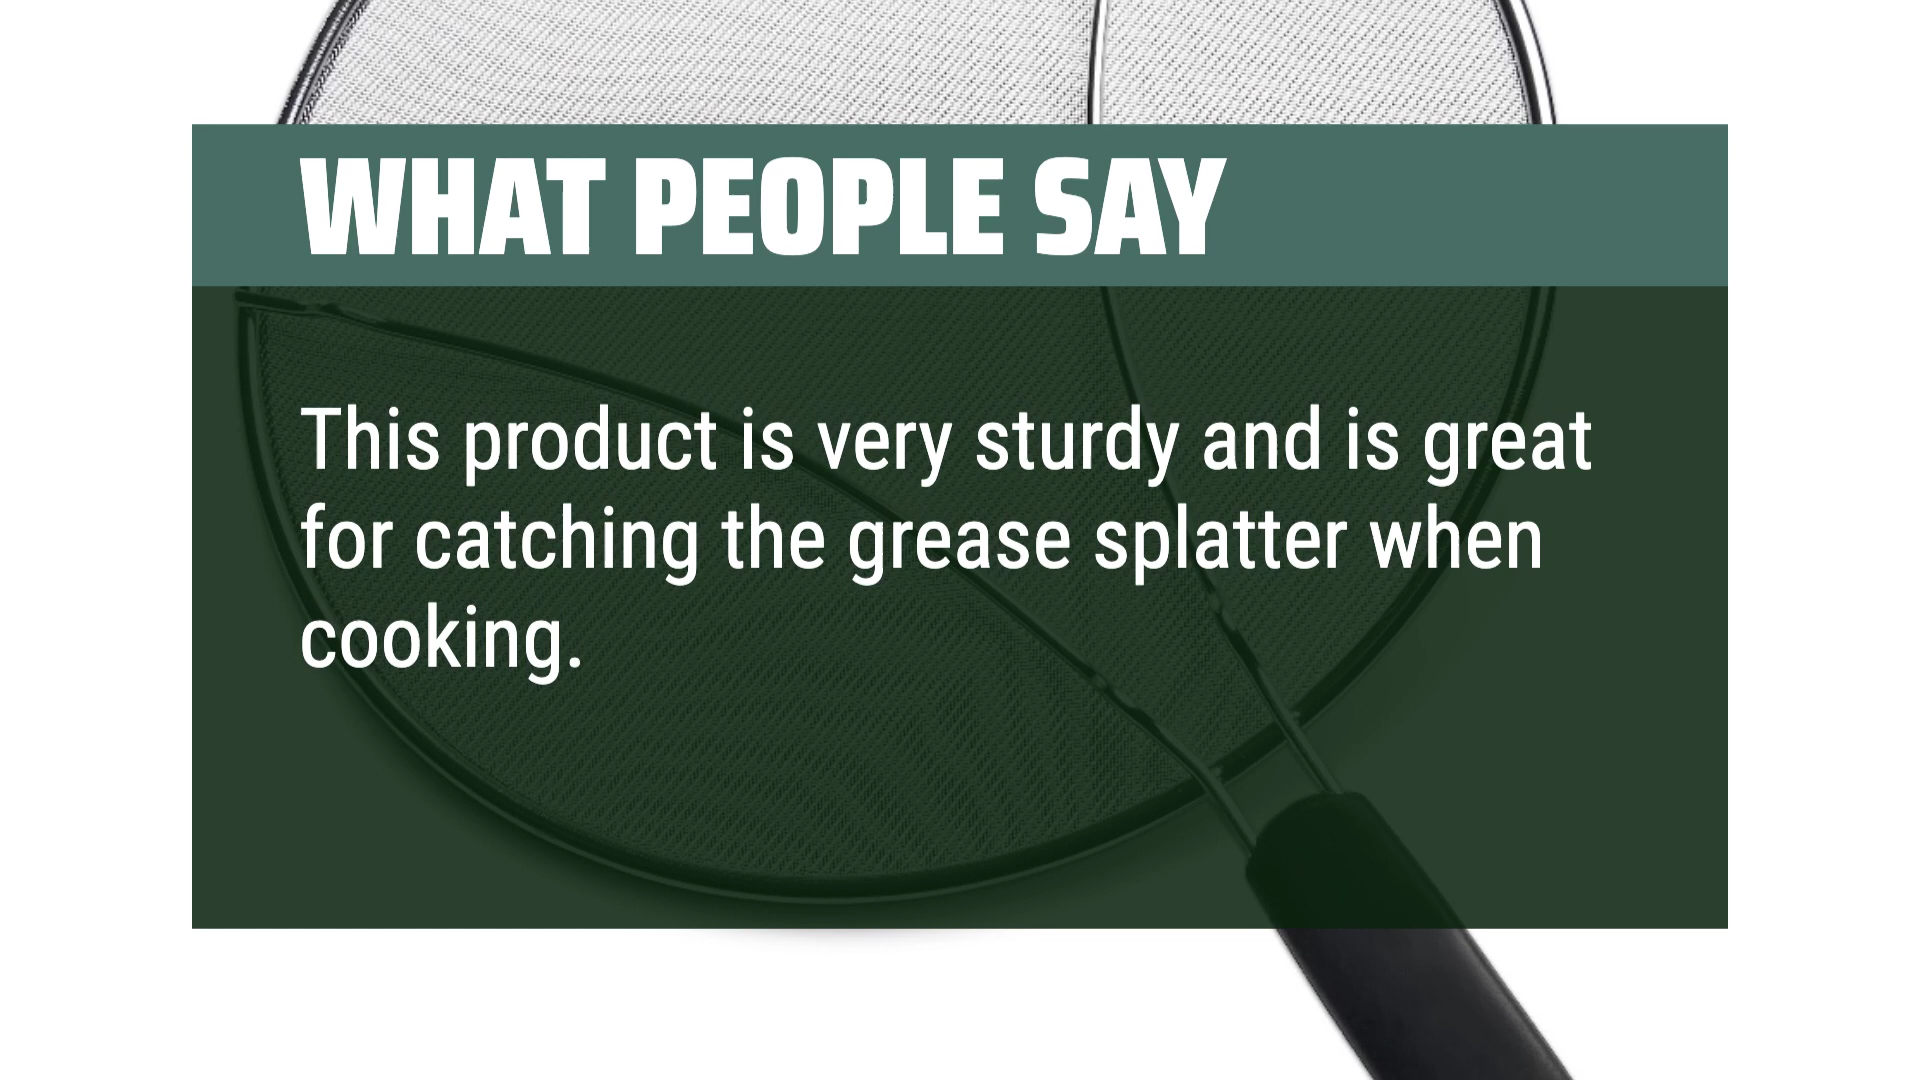 WHAT PEOPLE SAY
This product is very sturdy and is great
for catching the grease splatter when
cooking.